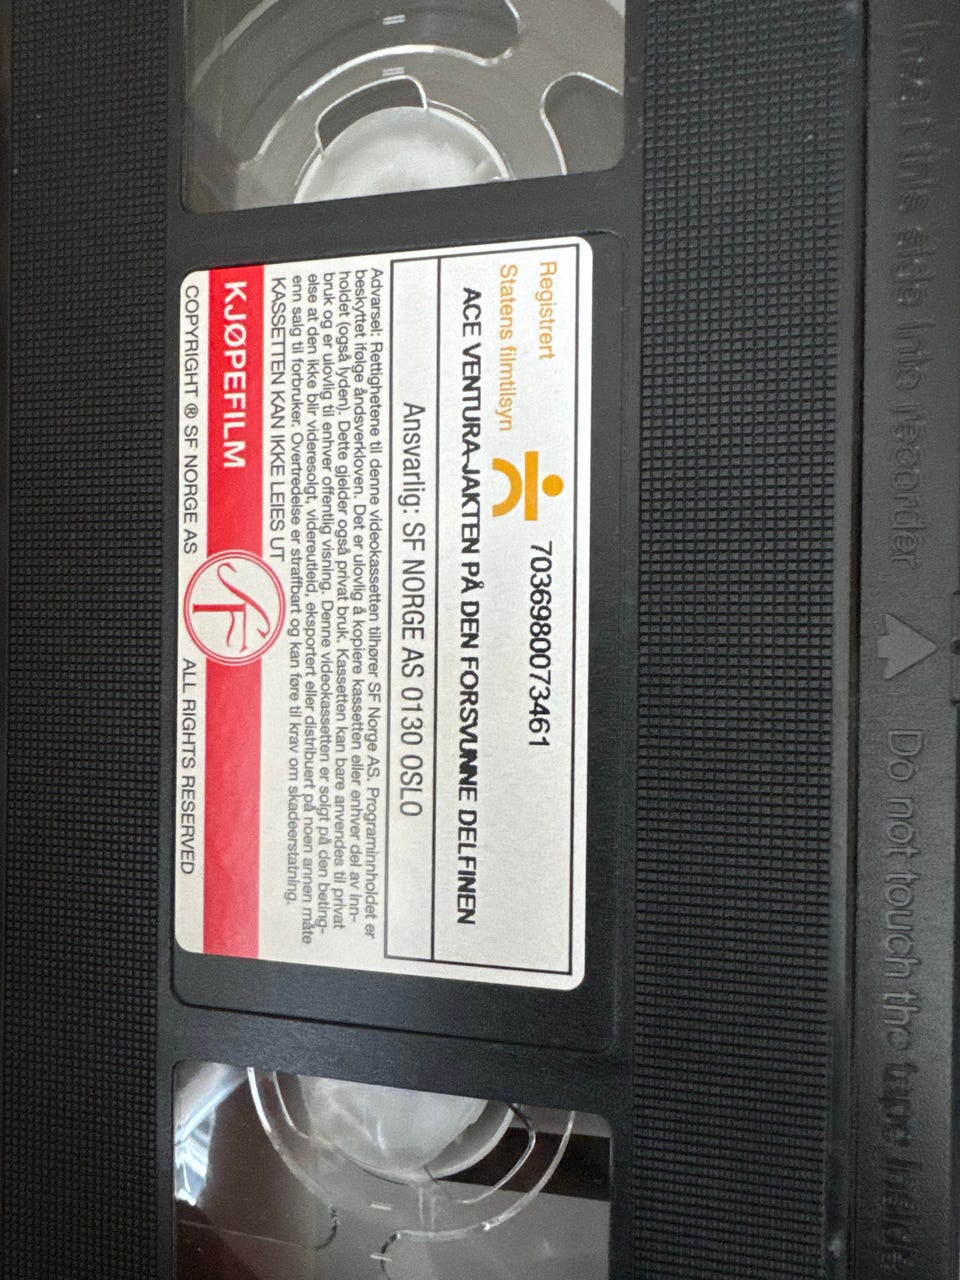 Insert this side into recorder
Do not touch the tape inside
Registrert
Statens filmtilsyn
7036980073461
ACE VENTURA-JAKTEN PÅ DEN FORSVUNNE DELFINEN
Ansvarlig: SF NORGE AS 0130 OSLO
Advarsel: Rettighetene til denne videokassetten tilhører SF Norge AS. Programinnholdet er
beskyttet ifølge åndsverkloven. Det er ulovlig å kopiere kassetten eller enhver del av inn-
holdet (også lyden). Dette gjelder også privat bruk. Kassetten kan bare anvendes til privat
bruk og er ulovlig til enhver offentlig visning. Denne videokassetten er solgt på den beting-
else at den ikke blir videresolgt, videreutleid, eksportert eller distribuert på noen annen måte
enn salg til forbruker. Overtredelse er straffbart og kan føre til krav om skadeerstatning.
KASSETTEN KAN IKKE LEIES UT
KJØPEFILM
SF
COPYRIGHT ® SF NORGE AS ALL RIGHTS RESERVED